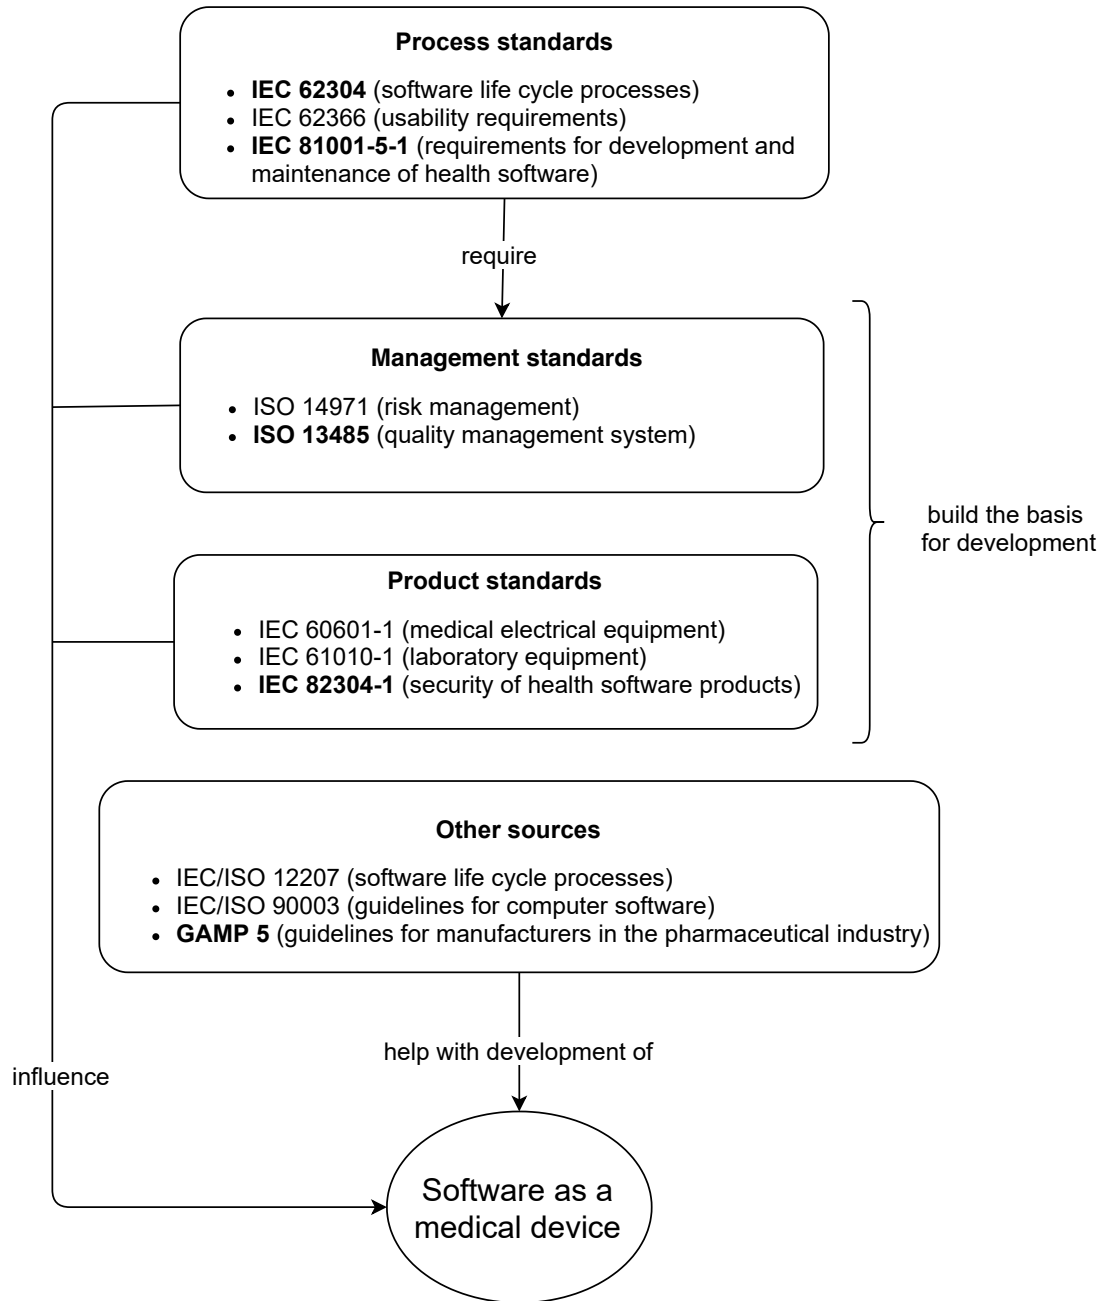 Process standards
• IEC 62304 (software life cycle processes)
• IEC 62366 (usability requirements)
• IEC 81001-5-1 (requirements for development and
maintenance of health software)
require
Management standards
• ISO 14971 (risk management)
• ISO 13485 (quality management system)
build the basis
for development
Product standards
• IEC 60601-1 (medical electrical equipment)
• IEC 61010-1 (laboratory equipment)
• IEC 82304-1 (security of health software products)
Other sources
• IEC/ISO 12207 (software life cycle processes)
• IEC/ISO 90003 (guidelines for computer software)
• GAMP 5 (guidelines for manufacturers in the pharmaceutical industry)
help with development of
influence
Software as a
medical device